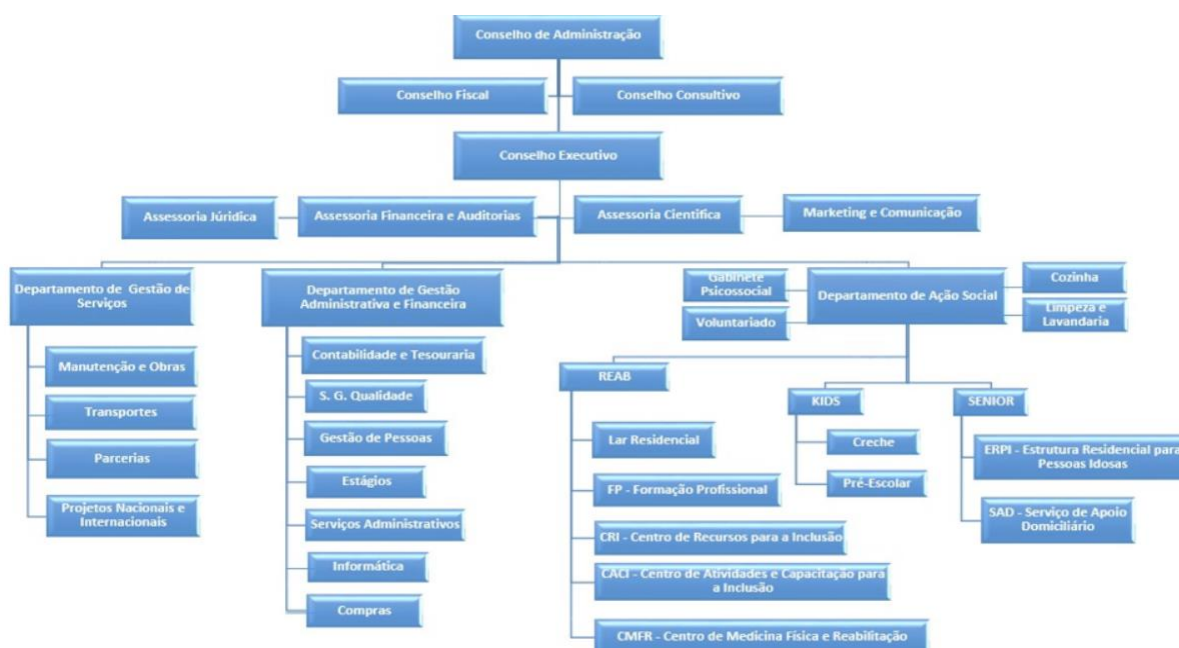 Conselho de Administração
Conselho Fiscal
Conselho Consultivo
Conselho Executivo
Assessoria Júridica
Assessoria Financeira e Auditorias
Assessoria Cientifica
Marketing e Comunicação
Departamento de Gestão de
Serviços
Manutenção e Obras
Transportes
Parcerias
Projetos Nacionais e
Internacionais
Departamento de Gestão
Administrativa e Financeira
Contabilidade e Tesouraria
S. G. Qualidade
Gestão de Pessoas
Estágios
Serviços Administrativos
Informática
Compras
Gabinete
Psicossocial
Voluntariado
Departamento de Ação Social
Cozinha
Limpeza e
Lavandaria
REAB
Lar Residencial
FP - Formação Profissional
CRI - Centro de Recursos para a Inclusão
CACI - Centro de Atividades e Capacitação para
a Inclusão
CMFR - Centro de Medicina Física e Reabilitação
KIDS
Creche
Pré-Escolar
SENIOR
ERPI - Estrutura Residencial para
Pessoas Idosas
SAD - Serviço de Apoio
Domiciliário